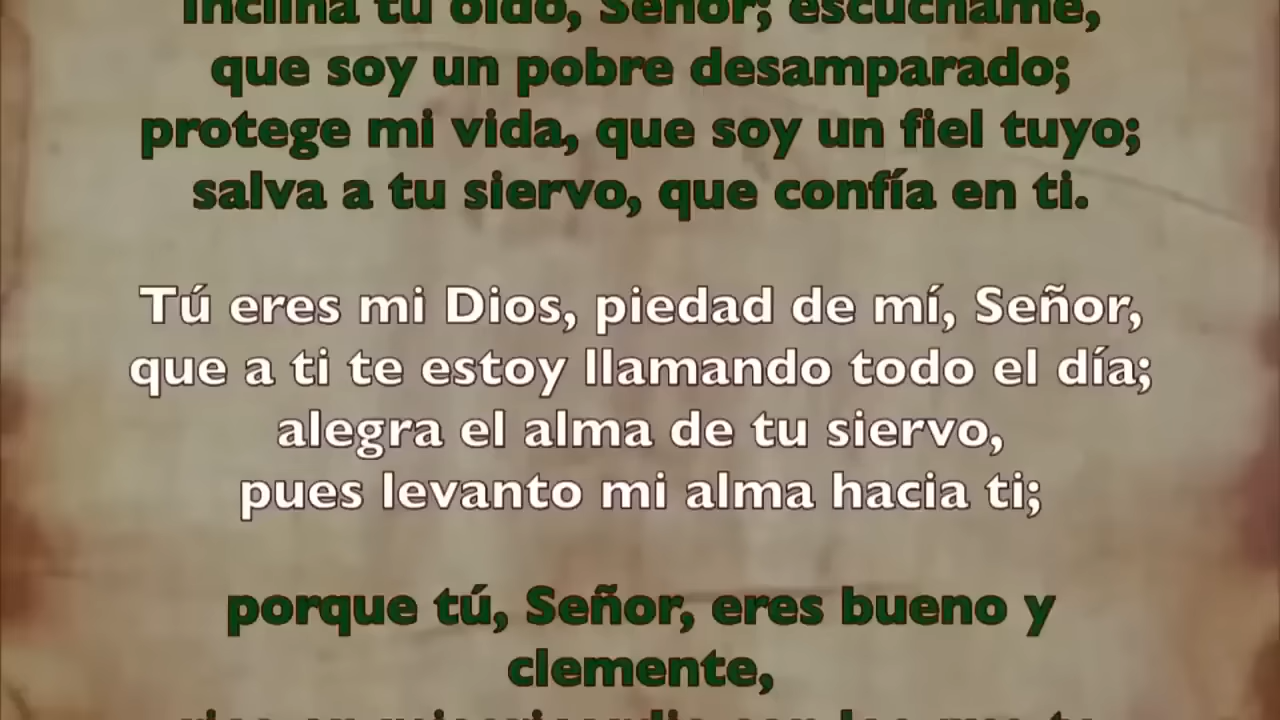 Inclina tu oído, Señor; escúchame,
que soy un pobre desamparado;
protege mi vida, que soy un fiel tuyo;
salva a tu siervo, que confía en ti.
Tú eres mi Dios, piedad de mí, Señor,
que a ti te estoy llamando todo el día;
alegra el alma de tu siervo,
pues levanto mi alma hacia ti;
porque tú, Señor, eres bueno y
clemente,